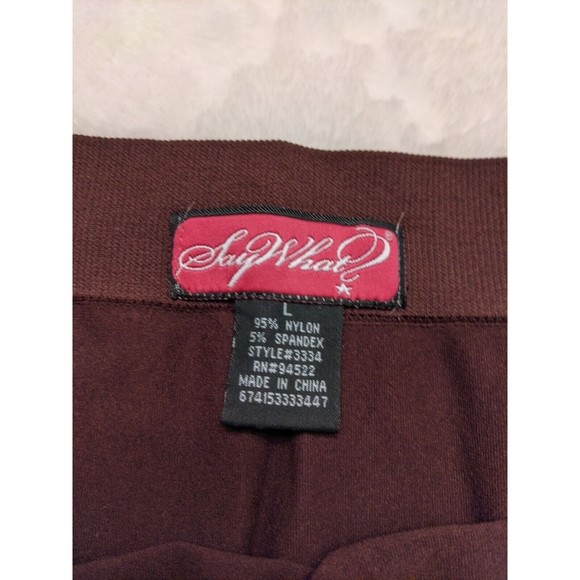 Say What?®
L
95% NYLON
5% SPANDEX
STYLE#3334
RN#94522
MADE IN CHINA
674153333447